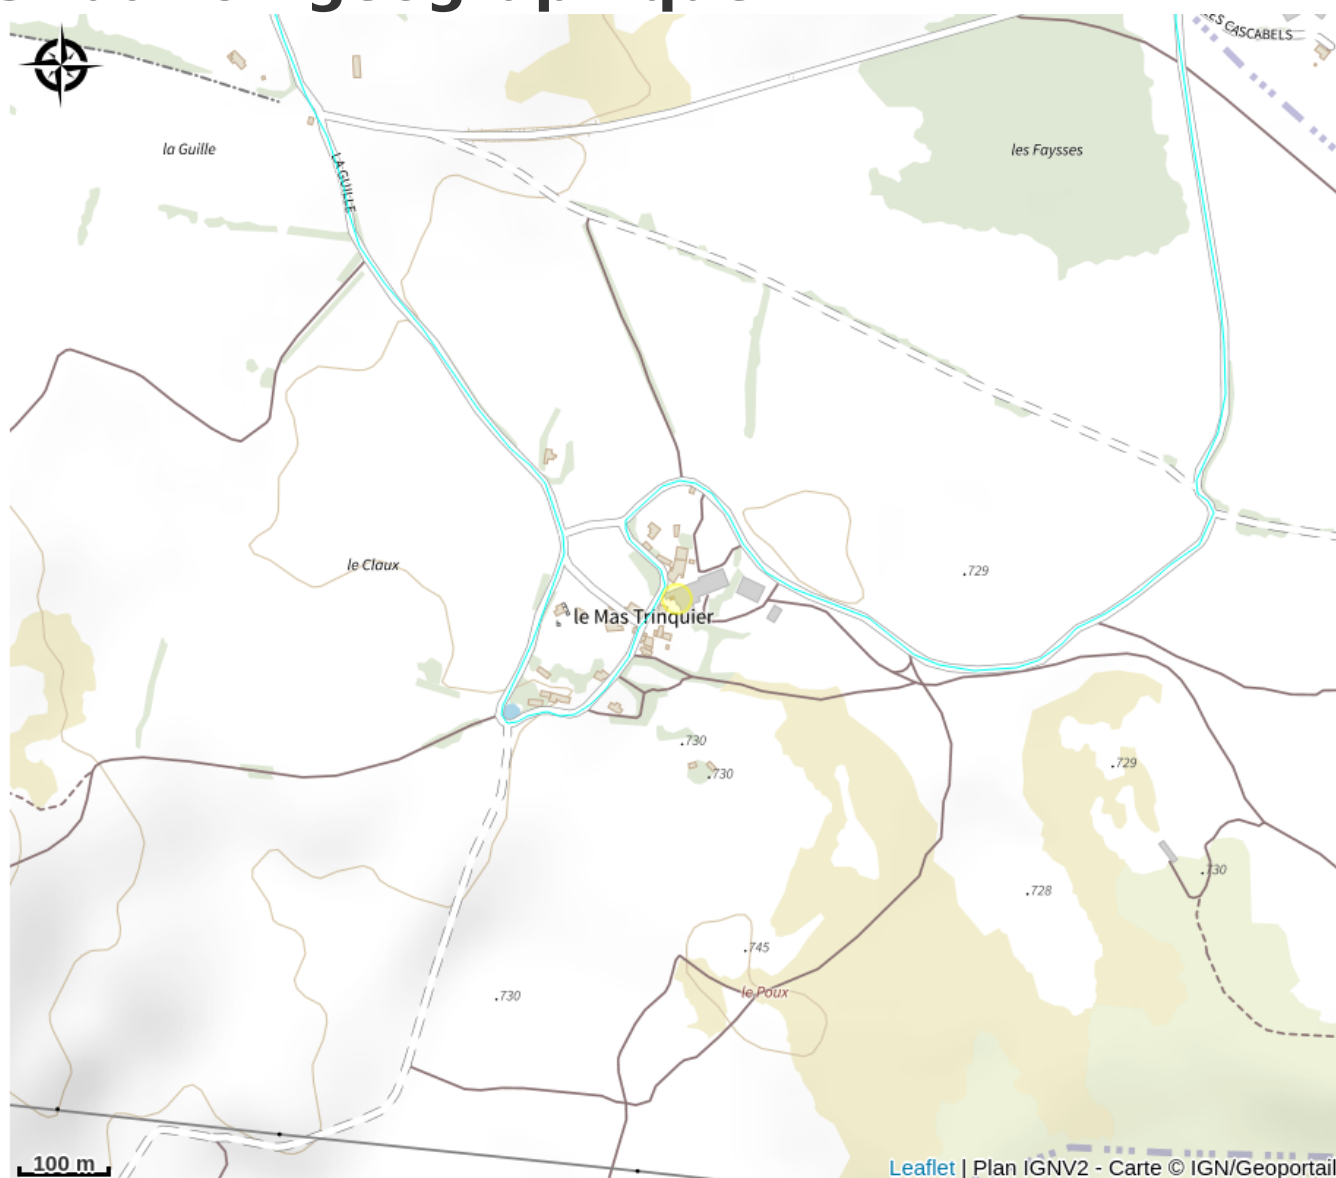 LES CASCABELS
la Guille
les Faysses
LA GUILLE
le Claux
.729
le Mas Trinquier
.730
.730
.729
.730
.728
.745
le Poux
.730
100 m
Leaflet | Plan IGNV2 - Carte © IGN/Geoportail